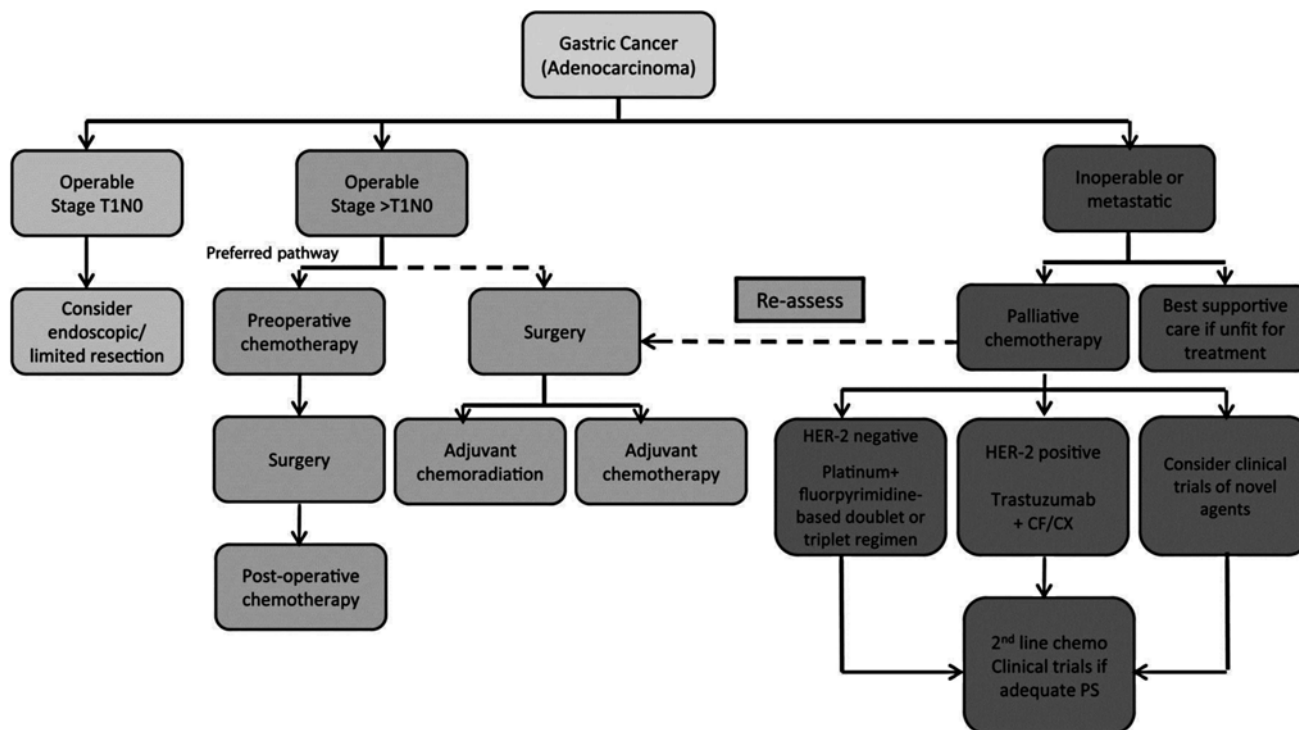 Gastric Cancer
(Adenocarcinoma)
Operable
Stage T1N0
Operable
Stage >T1N0
Inoperable or
metastatic
Preferred pathway
Consider
endoscopic/
limited resection
Preoperative
chemotherapy
Surgery
Re-assess
Palliative
chemotherapy
Best supportive
care if unfit for
treatment
Surgery
Adjuvant
chemoradiation
Adjuvant
chemotherapy
HER-2 negative
Platinum+
fluorpyrimidine-
based doublet or
triplet regimen
HER-2 positive
Trastuzumab
+ CF/CX
Consider clinical
trials of novel
agents
Post-operative
chemotherapy
2nd line chemo
Clinical trials if
adequate PS